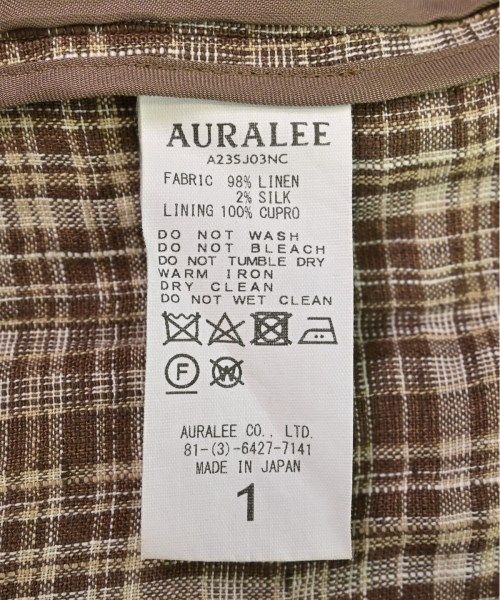 AURALEE
A23SJ03NC
FABRIC 98% LINEN
2% SILK
LINING 100% CUPRO
DO NOT WASH
DO NOT BLEACH
DO NOT TUMBLE DRY
WARM IRON
DRY CLEAN
DO NOT WET CLEAN
F W
AURALEE CO., LTD.
81-(3)-6427-7141
MADE IN JAPAN
1